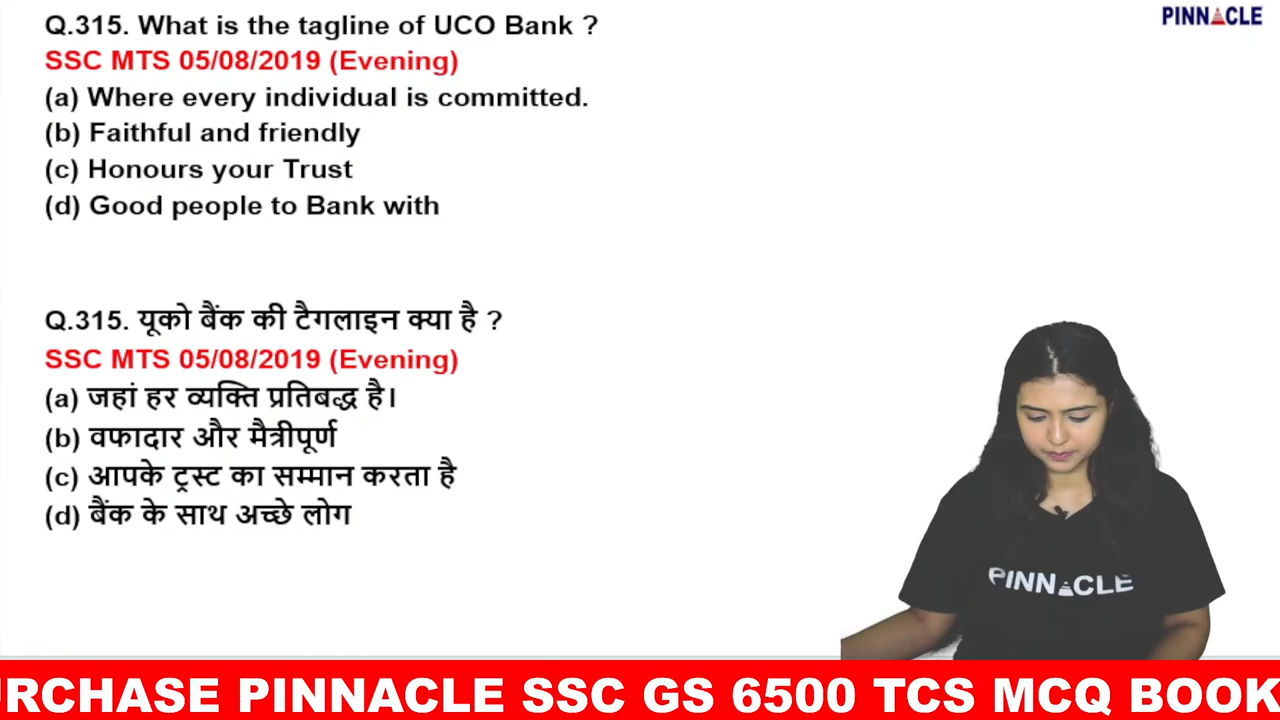 PINNACLE
Q.315. What is the tagline of UCO Bank ?
SSC MTS 05/08/2019 (Evening)
(a) Where every individual is committed.
(b) Faithful and friendly
(c) Honours your Trust
(d) Good people to Bank with
Q.315. यूको बैंक की टैगलाइन क्या है ?
SSC MTS 05/08/2019 (Evening)
(a) जहां हर व्यक्ति प्रतिबद्ध है।
(b) वफादार और मैत्रीपूर्ण
(c) आपके ट्रस्ट का सम्मान करता है
(d) बैंक के साथ अच्छे लोग
PINNACLE
URCHASE PINNACLE SSC GS 6500 TCS MCQ BOOK